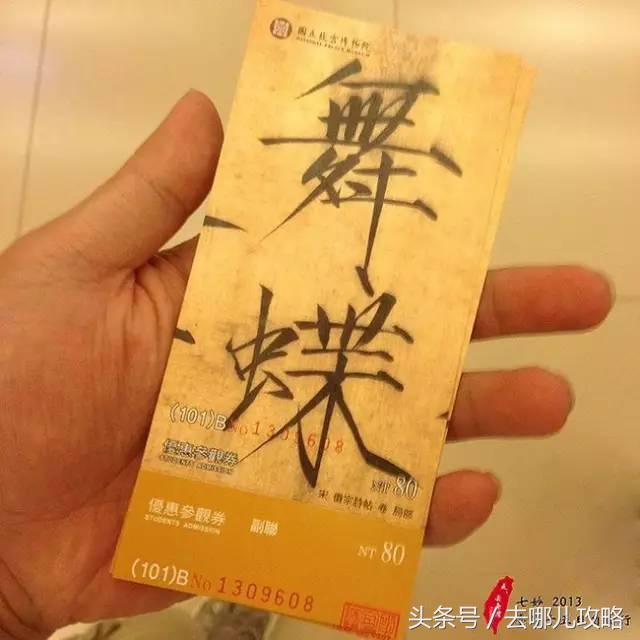 國立故宮博物院
NATIONAL PALACE MUSEUM
舞
蝶
(101)B No 1309608
優惠參觀券
STUDENTS ADMISSION
NT 80
宋 徽宗詩帖 卷 局部
優惠參觀券 副聯
STUDENTS ADMISSION
NT 80
(101)B No 1309608
七妙 2013
头条号 / 去哪儿攻略